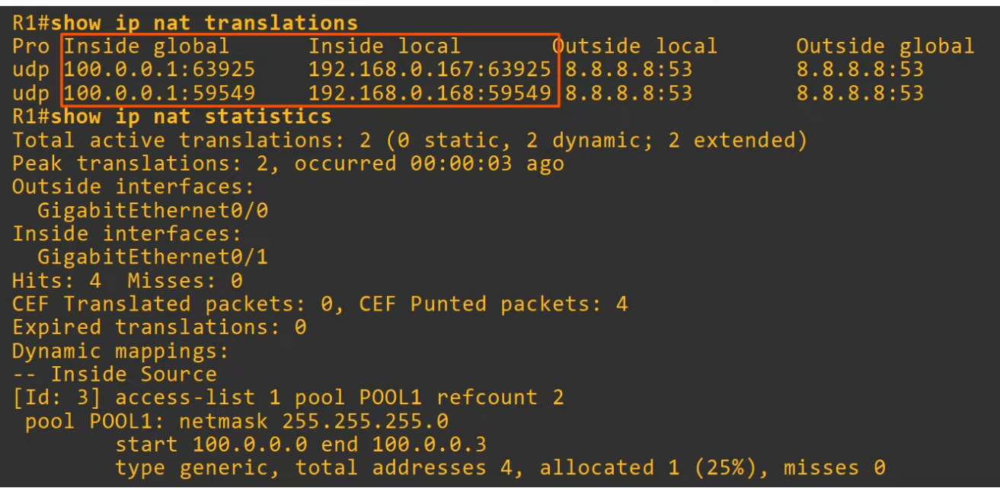 R1#show ip nat translations
Pro Inside global Inside local Outside local Outside global
udp 100.0.0.1:63925 192.168.0.167:63925 8.8.8.8:53 8.8.8.8:53
udp 100.0.0.1:59549 192.168.0.168:59549 8.8.8.8:53 8.8.8.8:53
R1#show ip nat statistics
Total active translations: 2 (0 static, 2 dynamic; 2 extended)
Peak translations: 2, occurred 00:00:03 ago
Outside interfaces:
  GigabitEthernet0/0
Inside interfaces:
  GigabitEthernet0/1
Hits: 4  Misses: 0
CEF Translated packets: 0, CEF Punted packets: 4
Expired translations: 0
Dynamic mappings:
-- Inside Source
[Id: 3] access-list 1 pool POOL1 refcount 2
 pool POOL1: netmask 255.255.255.0
        start 100.0.0.0 end 100.0.0.3
        type generic, total addresses 4, allocated 1 (25%), misses 0